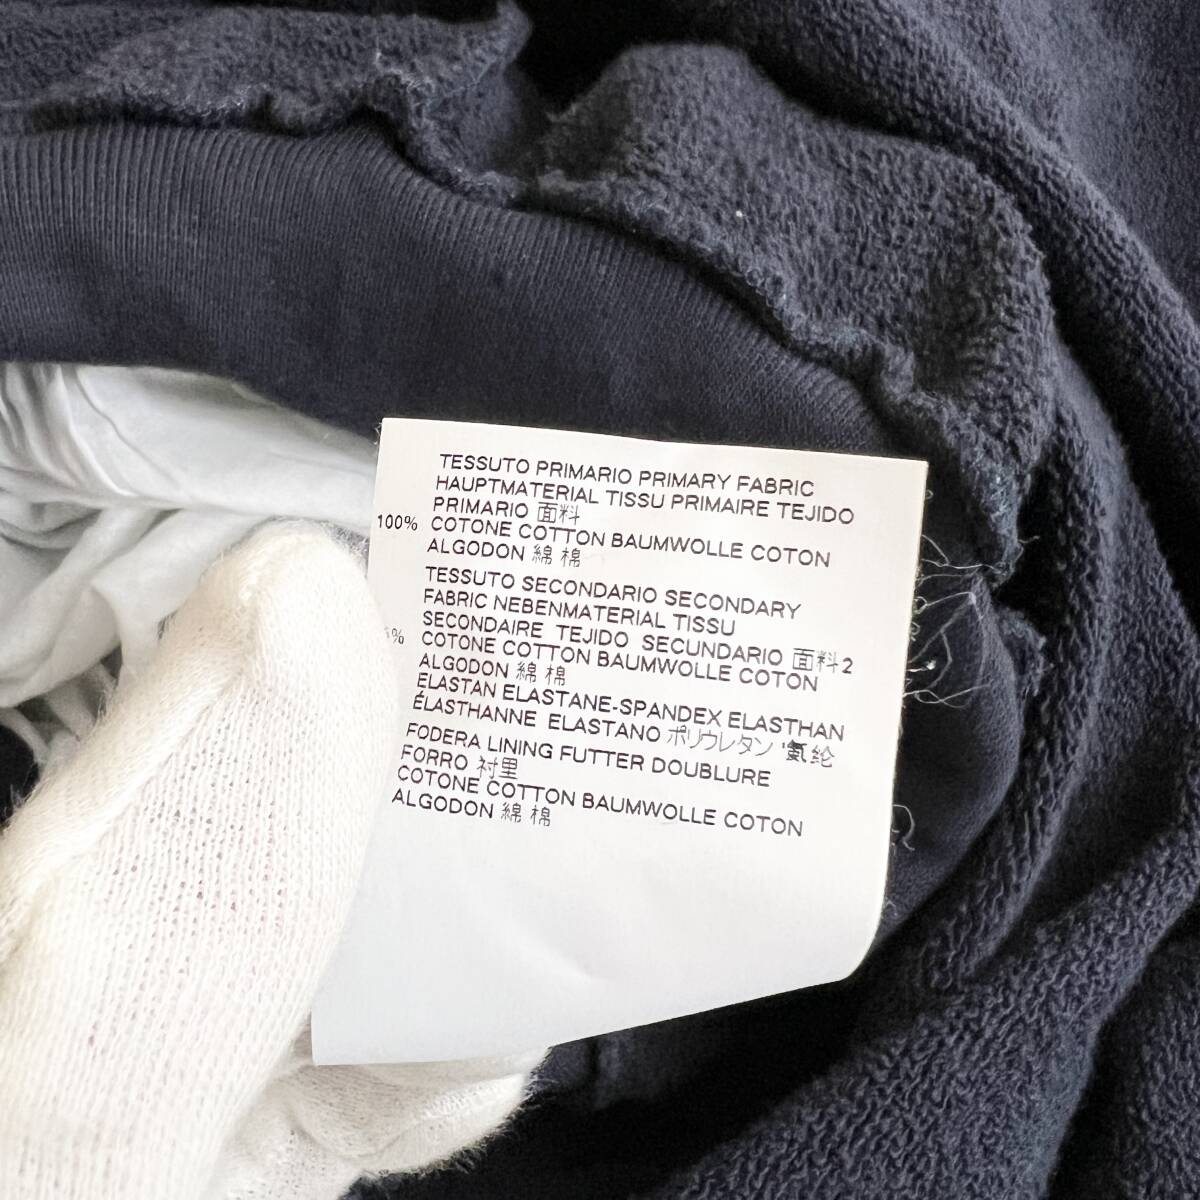 TESSUTO PRIMARIO PRIMARY FABRIC
HAUPTMATERIAL TISSU PRIMAIRE TEJIDO
PRIMARIO 面料
100% COTONE COTTON BAUMWOLLE COTON
ALGODON 綿 棉
TESSUTO SECONDARIO SECONDARY
FABRIC NEBENMATERIAL TISSU
SECONDAIRE TEJIDO SECUNDARIO 面料2
% COTONE COTTON BAUMWOLLE COTON
ALGODON 綿 棉
ELASTAN ELASTANE-SPANDEX ELASTHAN
ÉLASTHANNE ELASTANO ポリウレタン 氨纶
FODERA LINING FUTTER DOUBLURE
FORRO 衬里
COTONE COTTON BAUMWOLLE COTON
ALGODON 綿 棉